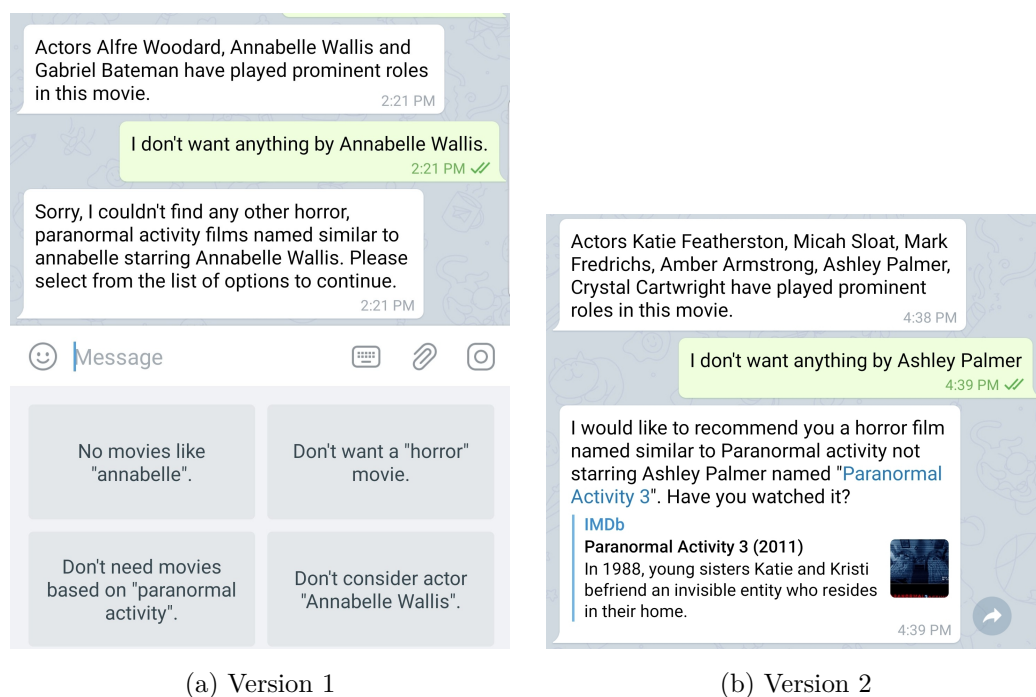 Actors Alfre Woodard, Annabelle Wallis and
Gabriel Bateman have played prominent roles
in this movie.
2:21 PM
I don't want anything by Annabelle Wallis.
2:21 PM
Sorry, I couldn't find any other horror,
paranormal activity films named similar to
annabelle starring Annabelle Wallis. Please
select from the list of options to continue.
2:21 PM
Message
No movies like
"annabelle".
Don't want a "horror"
movie.
Don't need movies
based on "paranormal
activity".
Don't consider actor
"Annabelle Wallis".
(a) Version 1
Actors Katie Featherston, Micah Sloat, Mark
Fredrichs, Amber Armstrong, Ashley Palmer,
Crystal Cartwright have played prominent
roles in this movie.
4:38 PM
I don't want anything by Ashley Palmer
4:39 PM
I would like to recommend you a horror film
named similar to Paranormal activity not
starring Ashley Palmer named "Paranormal
Activity 3". Have you watched it?
IMDb
Paranormal Activity 3 (2011)
In 1988, young sisters Katie and Kristi
befriend an invisible entity who resides
in their home.
4:39 PM
(b) Version 2